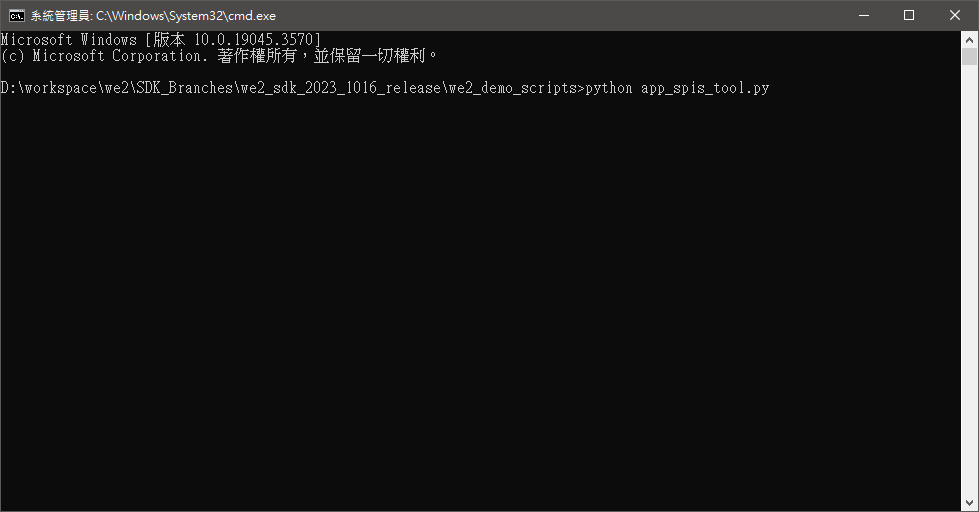 系統管理員: C:\Windows\System32\cmd.exe
Microsoft Windows [版本 10.0.19045.3570]
(c) Microsoft Corporation. 著作權所有，並保留一切權利。
D:\workspace\we2\SDK_Branches\we2_sdk_2023_1016_release\we2_demo_scripts>python app_spis_tool.py